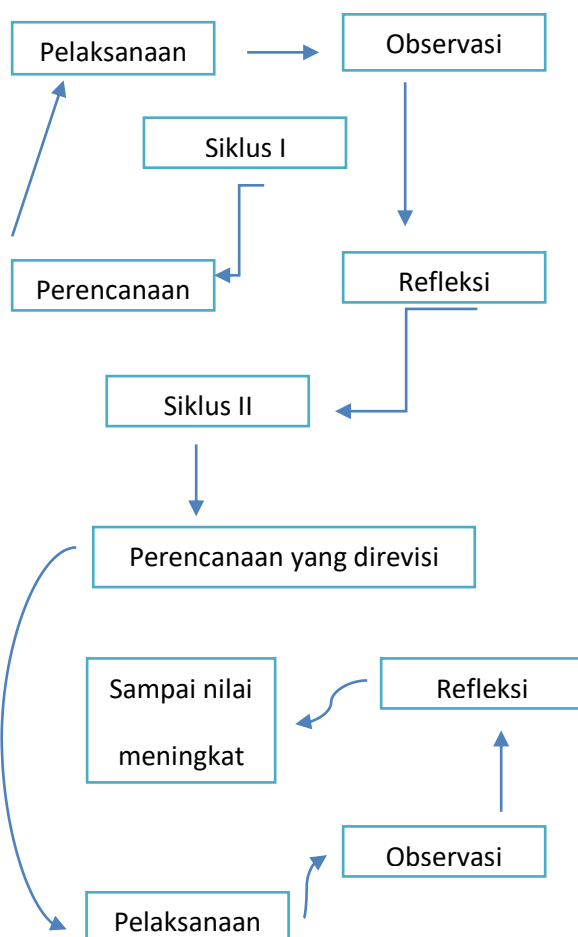 Pelaksanaan
Observasi
Siklus I
Perencanaan
Refleksi
Siklus II
Perencanaan yang direvisi
Sampai nilai
meningkat
Refleksi
Observasi
Pelaksanaan